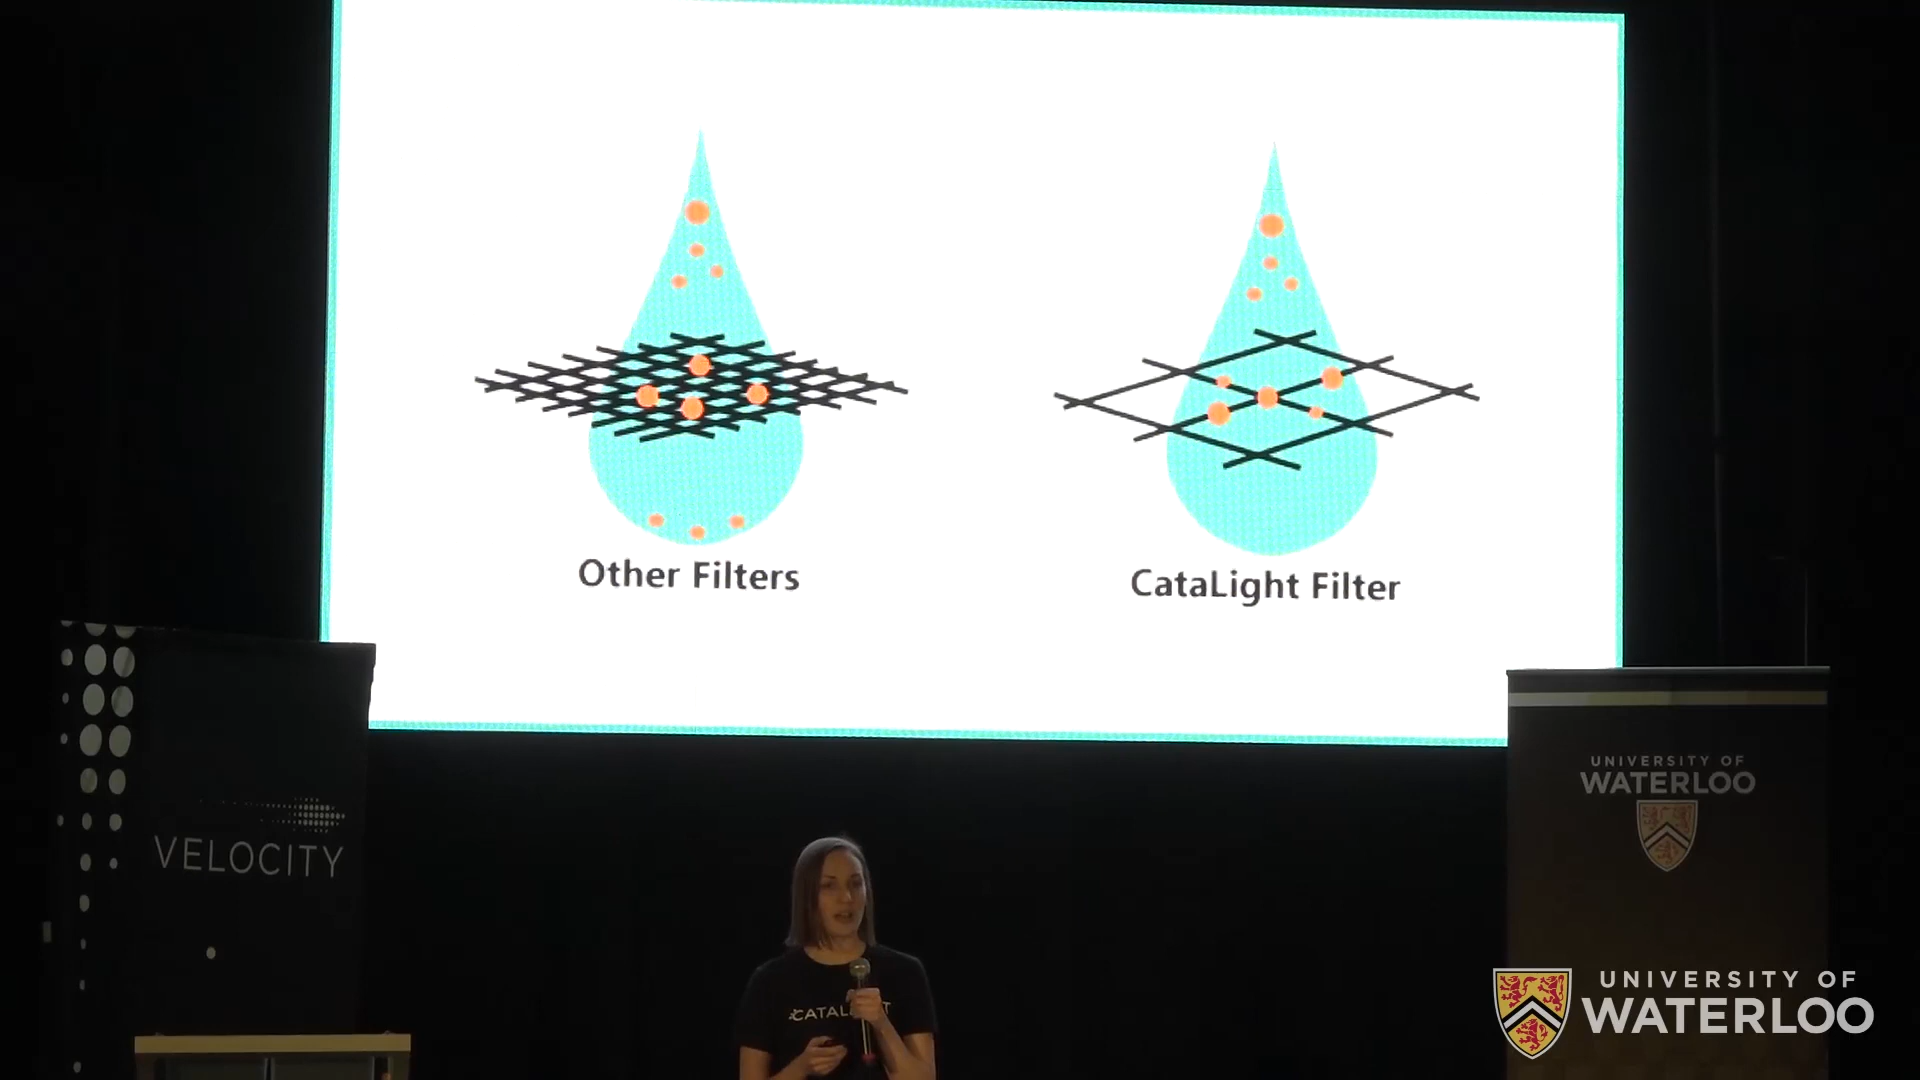 Other Filters
CataLight Filter
VELOCITY
UNIVERSITY OF
WATERLOO
UNIVERSITY OF
WATERLOO